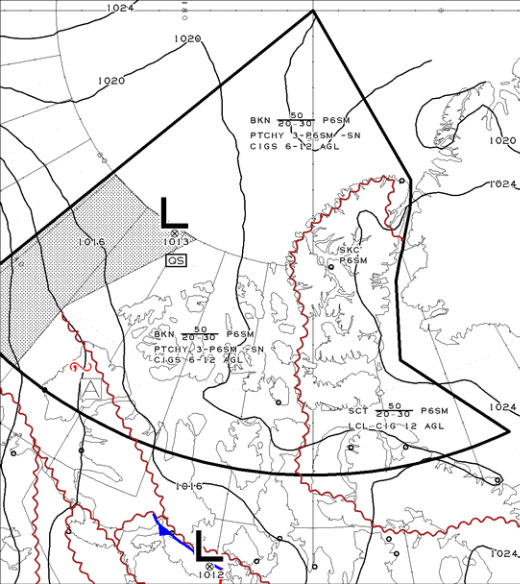 1024
1020
1020
BKN 50/20-30 P6SM
PTCHY 3-P6SM -SN
CIGS 6-12 AGL
1020
1024
L
1016
1013
QS
SKC
P6SM
BKN 50/20-30 P6SM
PTCHY 3-P6SM -SN
CIGS 6-12 AGL
SCT 50/20-30 P6SM
LCL CIG 12 AGL
1024
1016
L
1012
1024